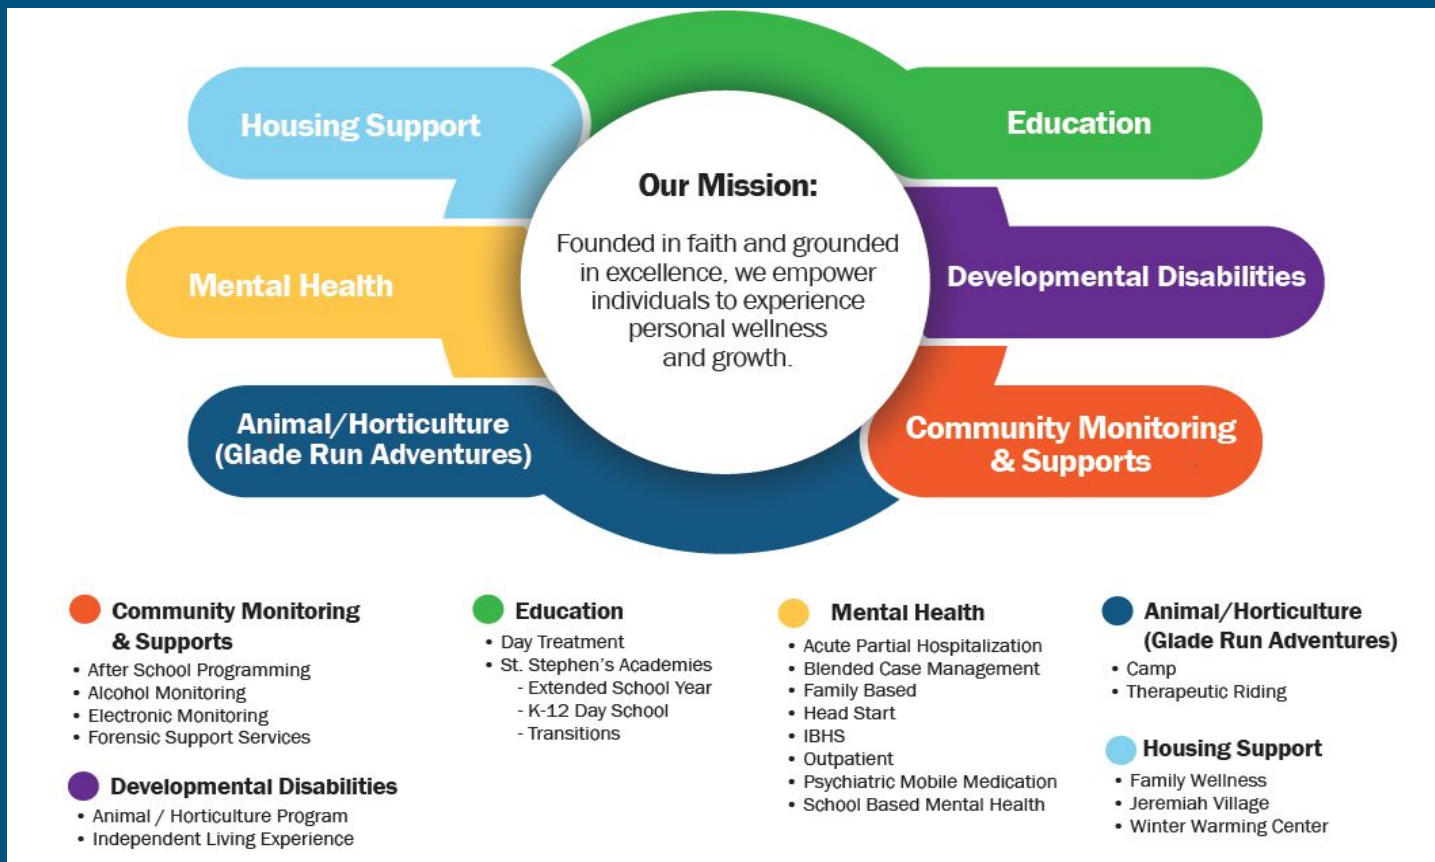 Housing Support
Education
Our Mission:
Founded in faith and grounded
in excellence, we empower
individuals to experience
personal wellness
and growth.
Mental Health
Developmental Disabilities
Animal/Horticulture
(Glade Run Adventures)
Community Monitoring
& Supports
Community Monitoring
& Supports
• After School Programming
• Alcohol Monitoring
• Electronic Monitoring
• Forensic Support Services
Developmental Disabilities
• Animal / Horticulture Program
• Independent Living Experience
Education
• Day Treatment
• St. Stephen's Academies
- Extended School Year
- K-12 Day School
- Transitions
Mental Health
• Acute Partial Hospitalization
• Blended Case Management
• Family Based
• Head Start
• IBHS
• Outpatient
• Psychiatric Mobile Medication
• School Based Mental Health
Animal/Horticulture
(Glade Run Adventures)
• Camp
• Therapeutic Riding
Housing Support
• Family Wellness
• Jeremiah Village
• Winter Warming Center